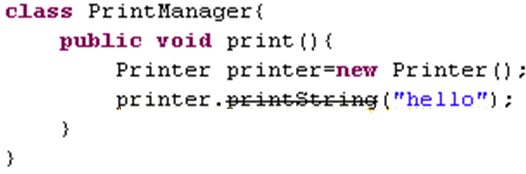 class PrintManager{
    public void print(){
        Printer printer=new Printer();
        printer.printString("hello");
    }
}